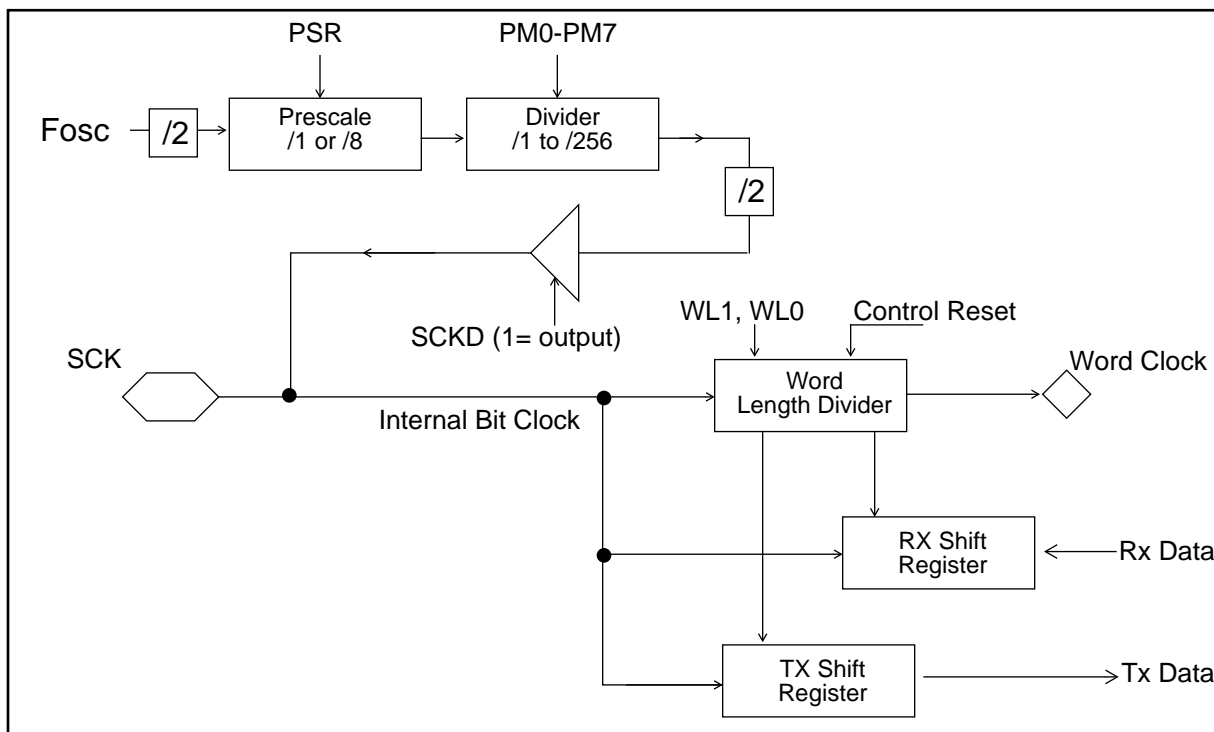 PSR
PM0-PM7
Fosc
/2
Prescale
/1 or /8
Divider
/1 to /256
/2
SCKD (1= output)
WL1, WL0
Control Reset
SCK
Word
Length Divider
Word Clock
Internal Bit Clock
RX Shift
Register
Rx Data
TX Shift
Register
Tx Data